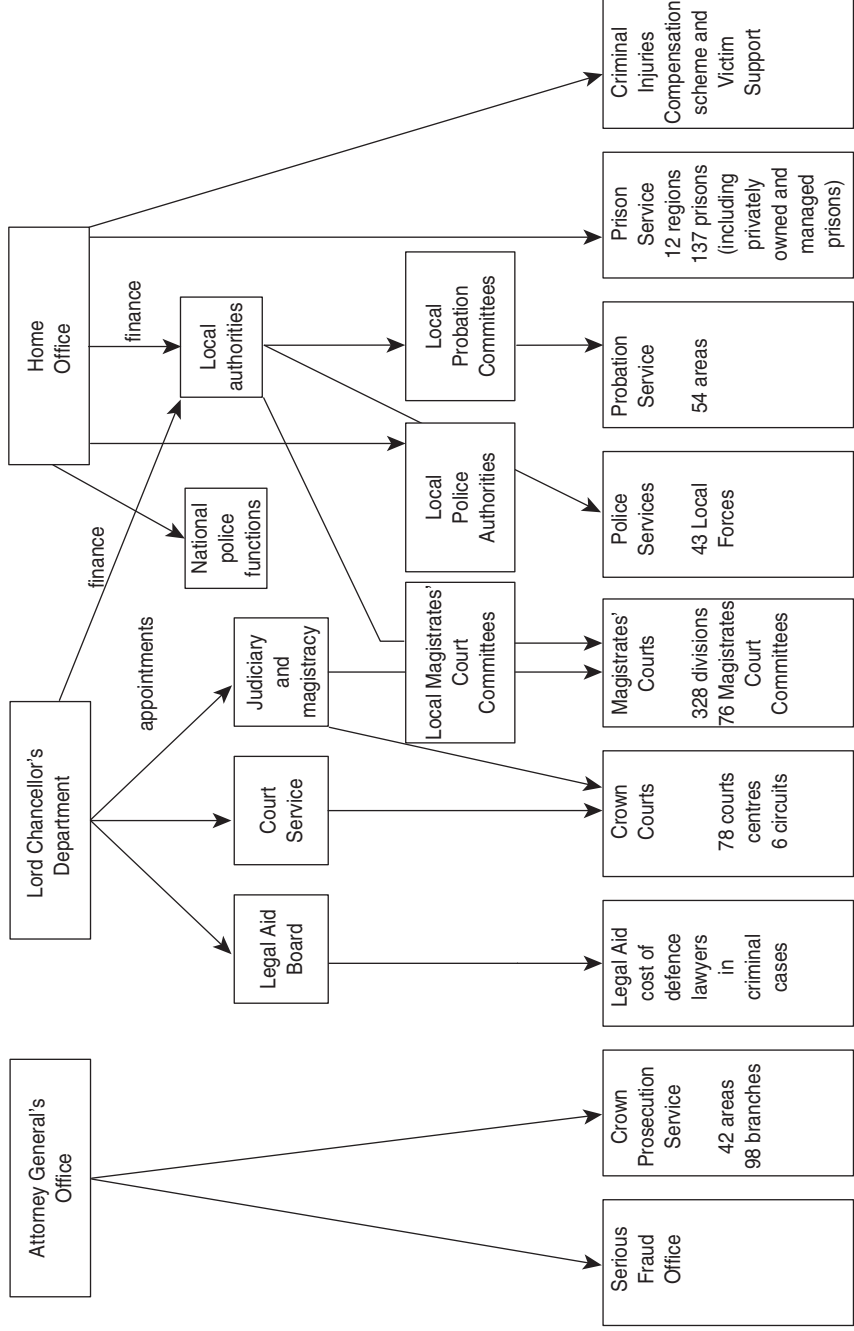 Attorney General's
Office
Lord Chancellor's
Department
Home
Office
appointments
finance
finance
Legal Aid
Board
Court
Service
Judiciary
and
magistracy
National
police
functions
Local
authorities
Local Magistrates'
Court
Committees
Local
Police
Authorities
Local
Probation
Committees
Serious
Fraud
Office
Crown
Prosecution
Service
42 areas
98 branches
Legal Aid
cost of
defence
lawyers
in
criminal
cases
Crown
Courts
78 courts
centres
6 circuits
Magistrates'
Courts
328 divisions
76 Magistrates
Court
Committees
Police
Services
43 Local
Forces
Probation
Service
54 areas
Prison
Service
12 regions
137 prisons
(including
privately
owned and
managed
prisons)
Criminal
Injuries
Compensation
scheme and
Victim
Support